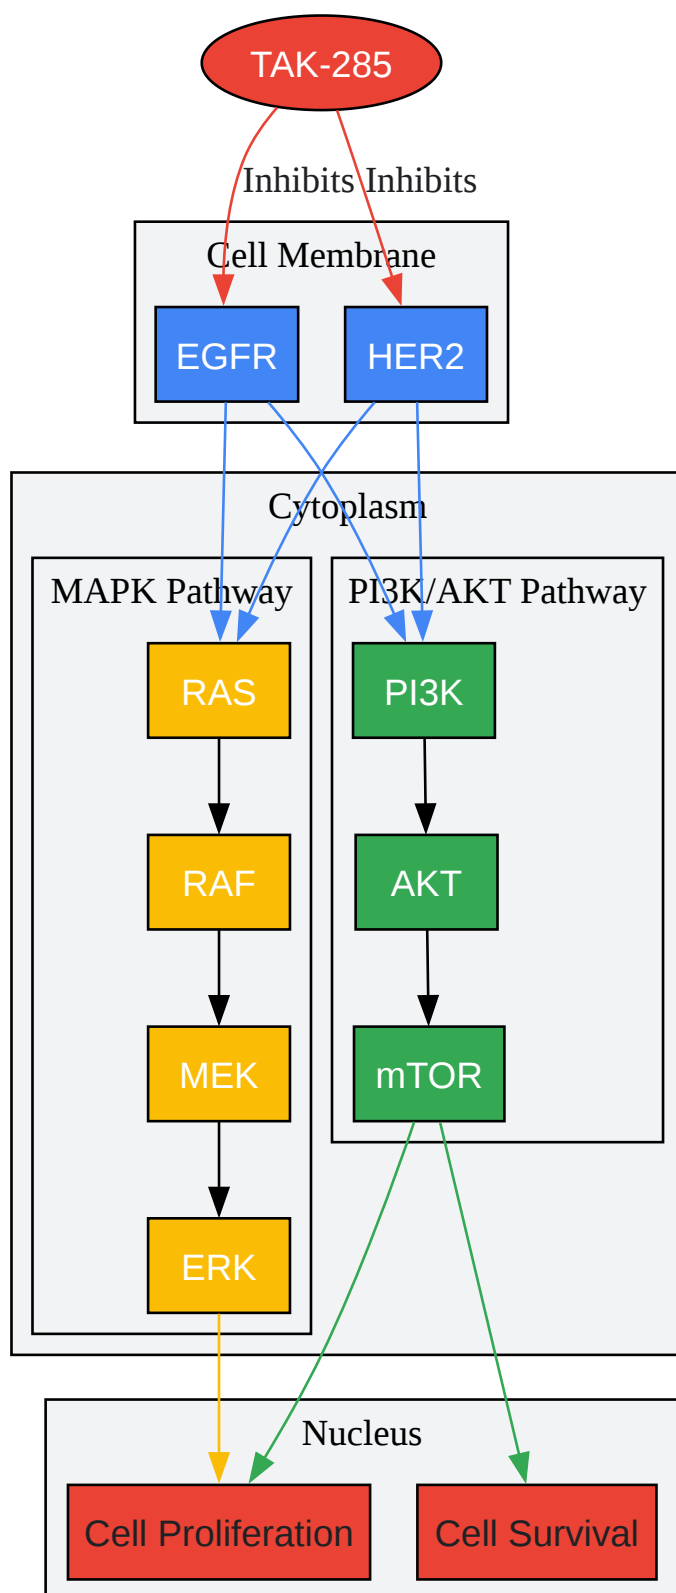 TAK-285
Inhibits Inhibits
Cell Membrane
EGFR HER2
Cytoplasm
MAPK Pathway PI3K/AKT Pathway
RAS PI3K
RAF AKT
MEK mTOR
ERK
Nucleus
Cell Proliferation Cell Survival